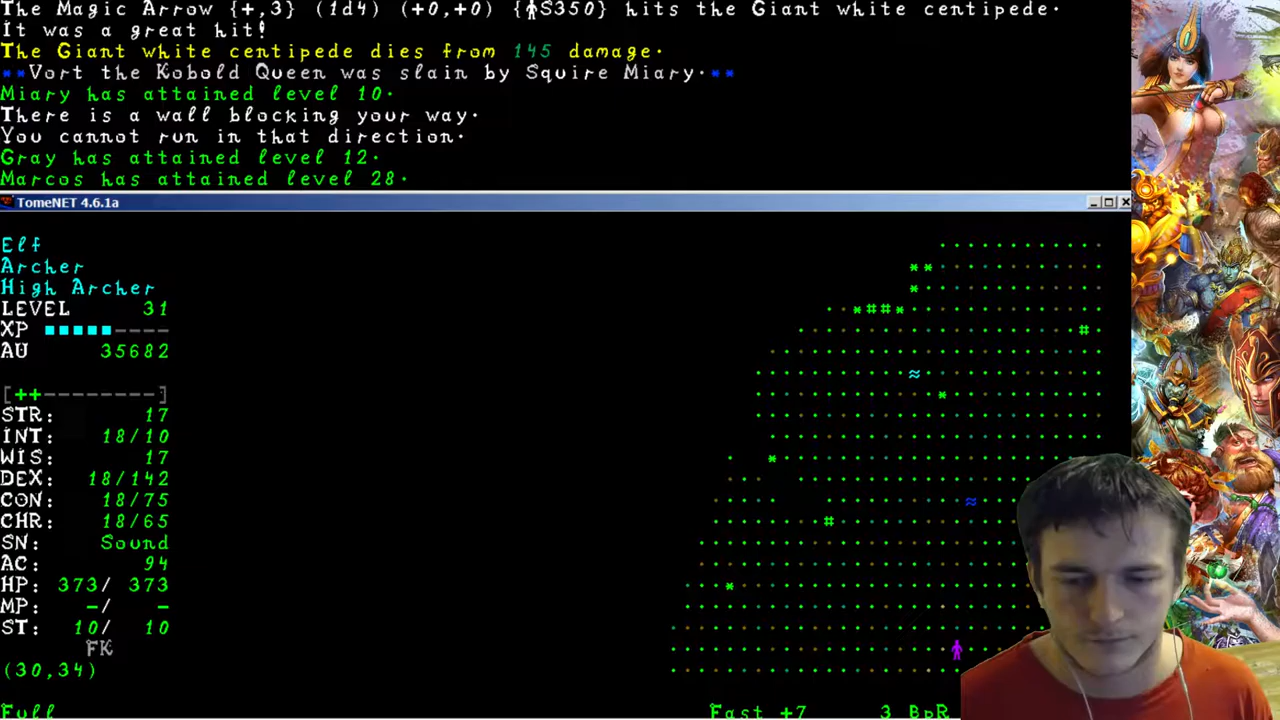 The Magic Arrow {+,3} (1d4) (+0,+0) {S350} hits the Giant white centipede.
It was a great hit!
The Giant white centipede dies from 145 damage.
**Vort the Kobold Queen was slain by Squire Miary.**
Miary has attained level 10.
There is a wall blocking your way.
You cannot run in that direction.
Gray has attained level 12.
Marcos has attained level 28.
TomeNET 4.6.1a
Elf
Archer
High Archer
LEVEL 31
XP
AU 35682
[++---------]
STR: 17
INT: 18/10
WIS: 17
DEX: 18/142
CON: 18/75
CHR: 18/65
SN: Sound
AC: 94
HP: 373/ 373
MP: -/ -
ST: 10/ 10
FK
(30,34)
Full Fast +7 3 BpR